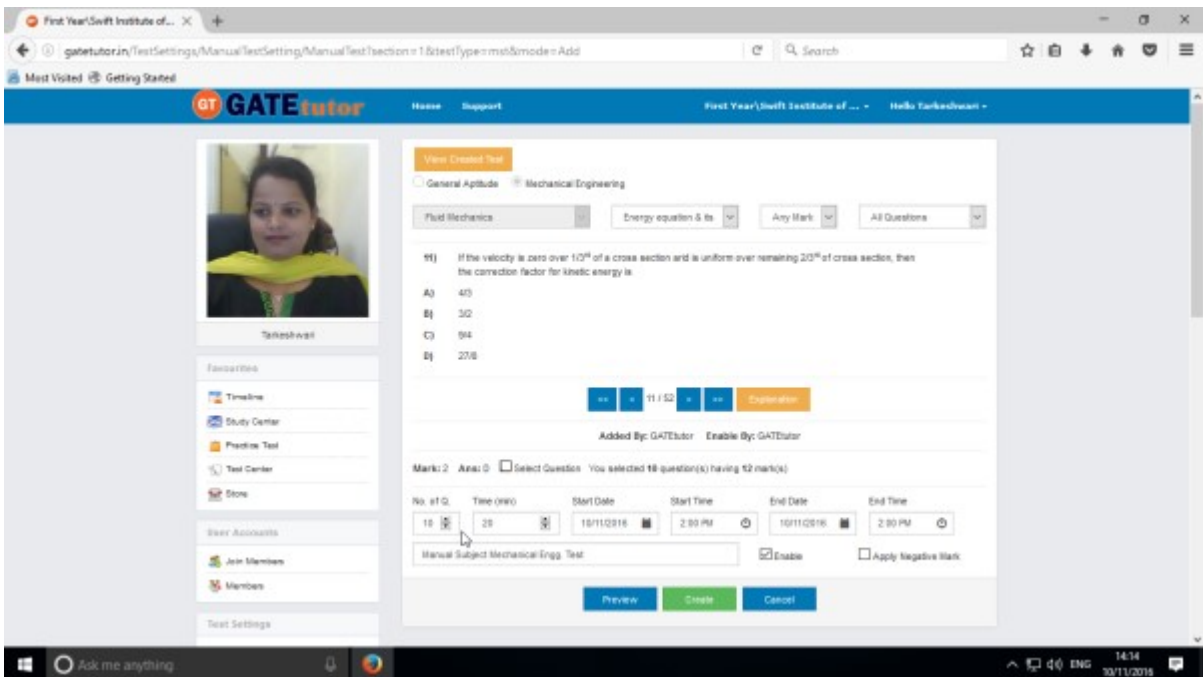 First Year\Swift Institute of...
gatetutor.in/TestSettings/ManualTestSetting/ManualTest?section=1&testType=mst&mode=Add
Search
Most Visited Getting Started
GT GATEtutor Home Support First Year\Swift Institute of ... Hello Tarkeshwari
View Created Test
General Aptitude Mechanical Engineering
Fluid Mechanics Energy equation & its Any Mark All Questions
11) If the velocity is zero over 1/3rd of a cross section and is uniform over remaining 2/3rd of cross section, then
the correction factor for kinetic energy is
A) 4/3
B) 3/2
C) 9/4
D) 27/8
<< < 11 / 52 > >> Explanation
Added By: GATEtutor Enable By: GATEtutor
Mark: 2 Ans: D Select Question You selected 10 question(s) having 12 mark(s)
No. of Q. Time (min) Start Date Start Time End Date End Time
10 20 10/11/2016 2:00 PM 10/11/2016 2:00 PM
Manual Subject Mechanical Engg. Test Enable Apply Negative Mark
Preview Create Cancel
Tarkeshwari
Favourites
Timeline
Study Center
Practice Test
Test Center
Store
User Accounts
Join Members
Members
Test Settings
Ask me anything ENG 14:14
10/11/2016